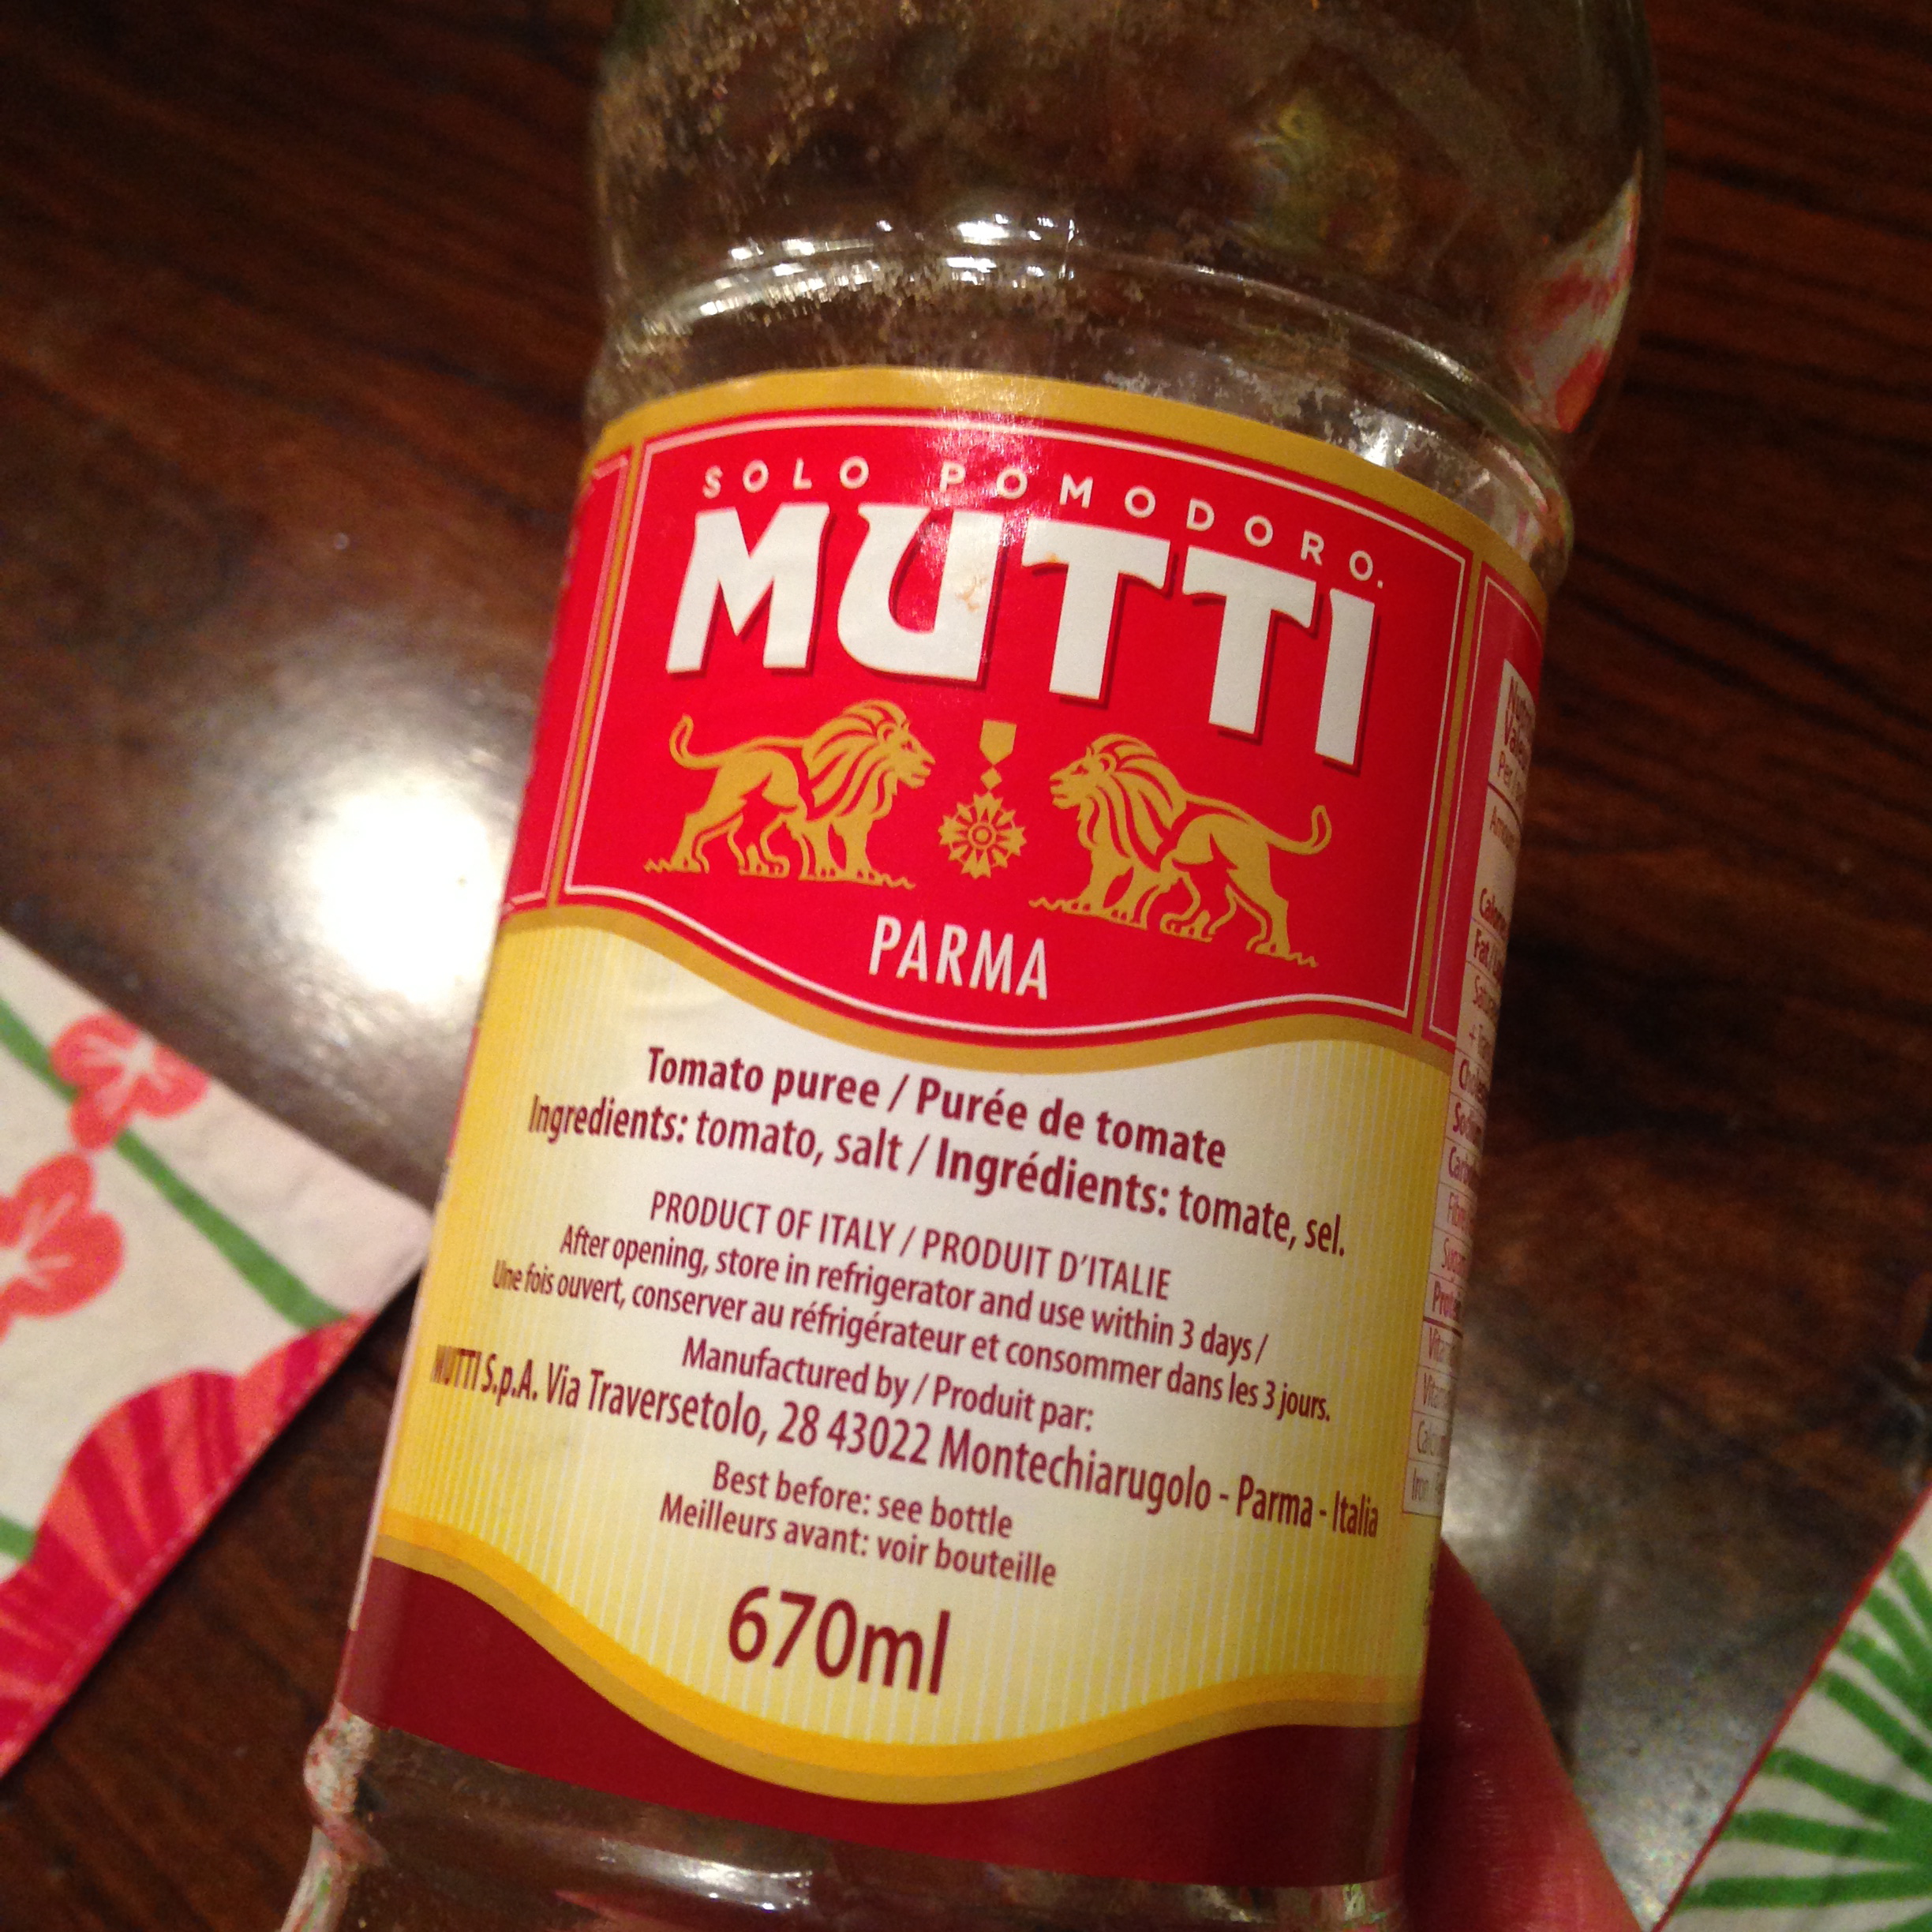 SOLO POMODORO.
MUTTI
PARMA
Tomato puree / Purée de tomate
Ingredients: tomato, salt / Ingrédients: tomate, sel.
PRODUCT OF ITALY / PRODUIT D'ITALIE
After opening, store in refrigerator and use within 3 days /
Une fois ouvert, conserver au réfrigérateur et consommer dans les 3 jours.
Manufactured by / Produit par:
MUTTI S.p.A. Via Traversetolo, 28 43022 Montechiarugolo - Parma - Italia
Best before: see bottle
Meilleurs avant: voir bouteille
670ml